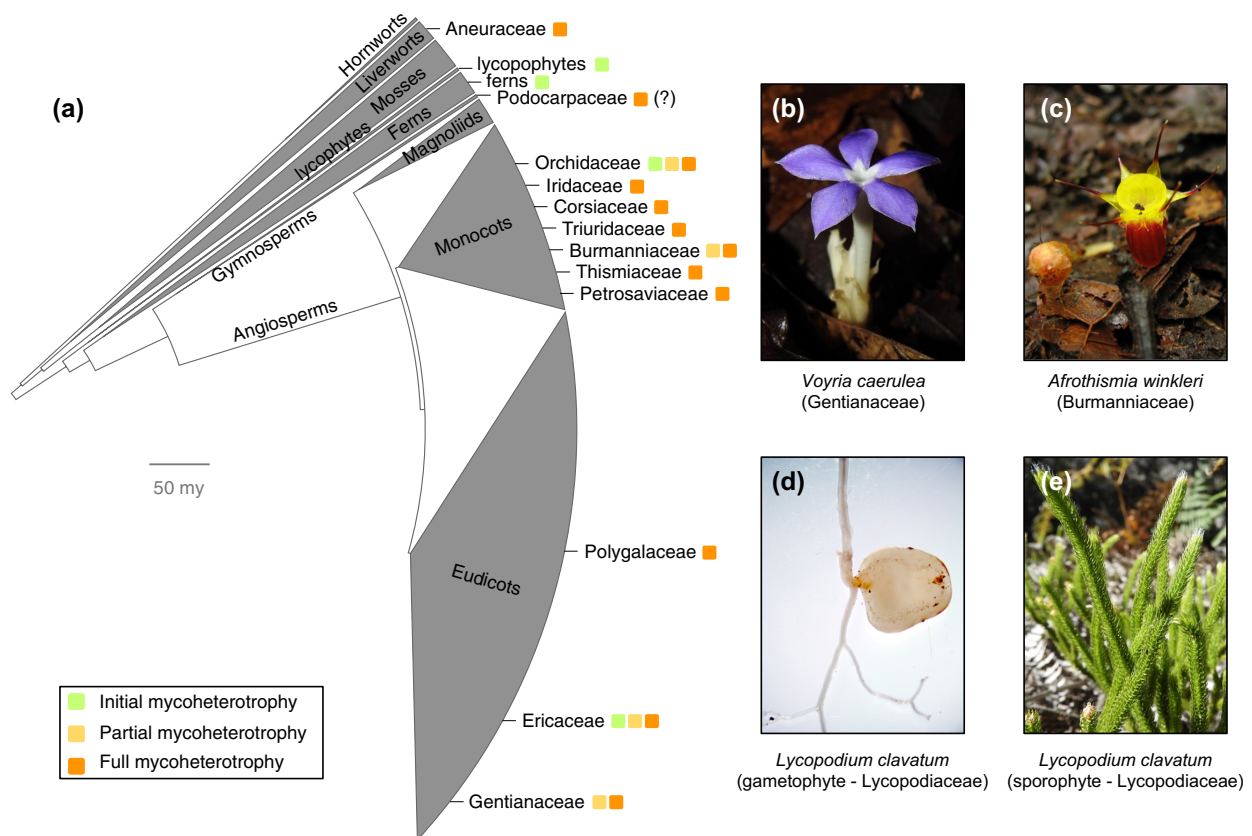 (a)
Hornworts
Liverworts
Mosses
lycophytes
Ferns
Gymnosperms
Magnoliids
Angiosperms
Monocots
Eudicots
Aneuraceae
lycopophytes
ferns
Podocarpaceae (?)
Orchidaceae
Iridaceae
Corsiaceae
Triuridaceae
Burmanniaceae
Thismiaceae
Petrosaviaceae
Polygalaceae
Ericaceae
Gentianaceae
50 my
Initial mycoheterotrophy
Partial mycoheterotrophy
Full mycoheterotrophy
(b)
Voyria caerulea
(Gentianaceae)
(c)
Afrothismia winkleri
(Burmanniaceae)
(d)
Lycopodium clavatum
(gametophyte - Lycopodiaceae)
(e)
Lycopodium clavatum
(sporophyte - Lycopodiaceae)